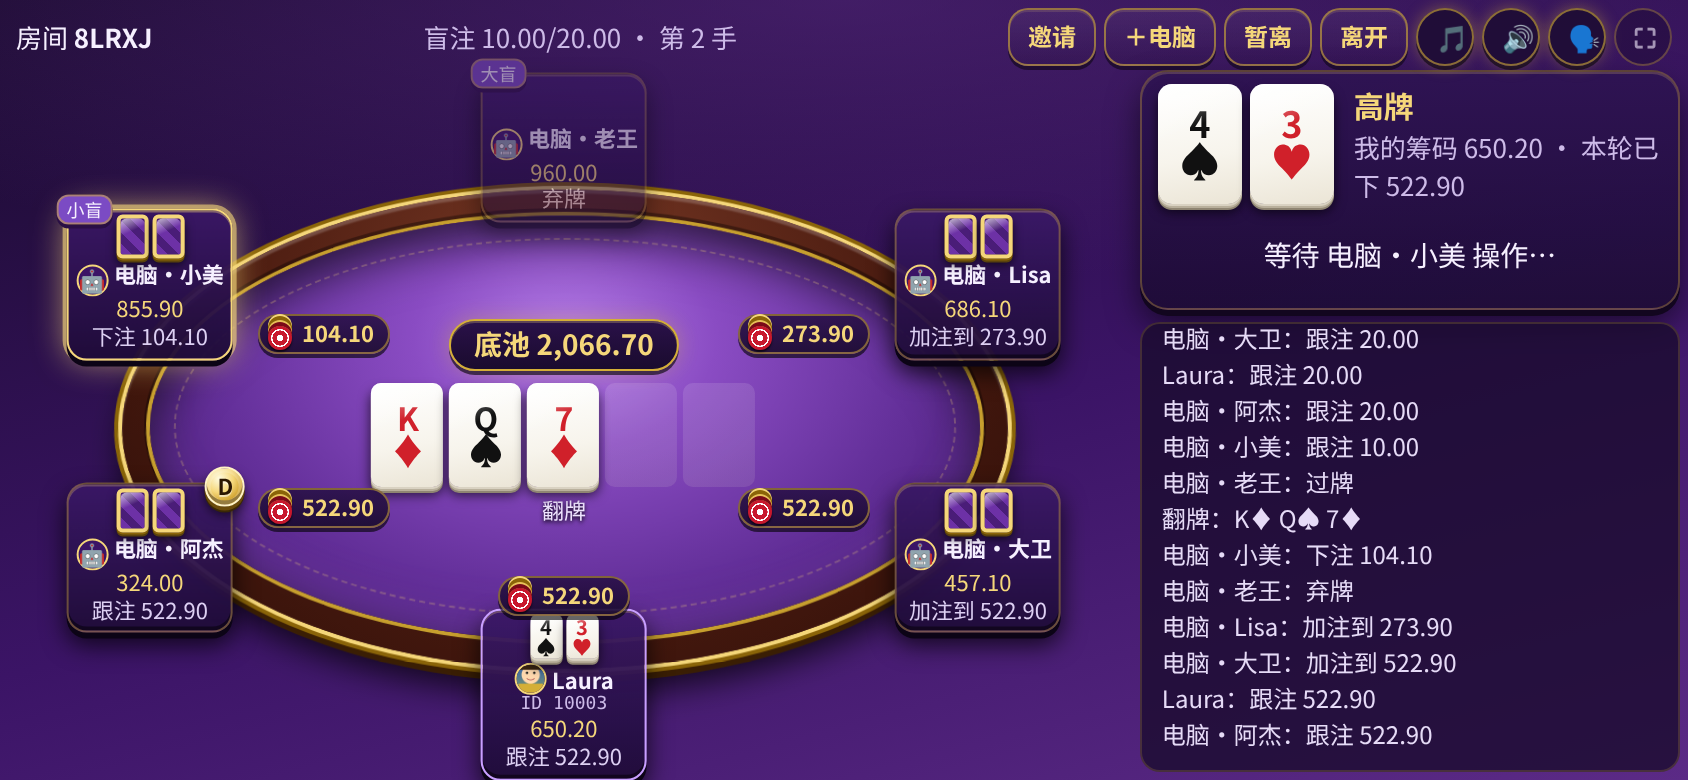 房间 8LRXJ
盲注 10.00/20.00 · 第 2 手
邀请
＋电脑
暂离
离开
大盲
电脑·老王
960.00
弃牌
小盲
电脑·小美
855.90
下注 104.10
电脑·Lisa
686.10
加注到 273.90
104.10
底池 2,066.70
273.90
K
Q
7
翻牌
D
522.90
522.90
电脑·阿杰
324.00
跟注 522.90
电脑·大卫
457.10
加注到 522.90
522.90
4
3
Laura
ID 10003
650.20
跟注 522.90
4
3
高牌
我的筹码 650.20 · 本轮已
下 522.90
等待 电脑·小美 操作…
电脑·大卫：跟注 20.00
Laura：跟注 20.00
电脑·阿杰：跟注 20.00
电脑·小美：跟注 10.00
电脑·老王：过牌
翻牌：K♦ Q♠ 7♦
电脑·小美：下注 104.10
电脑·老王：弃牌
电脑·Lisa：加注到 273.90
电脑·大卫：加注到 522.90
Laura：跟注 522.90
电脑·阿杰：跟注 522.90